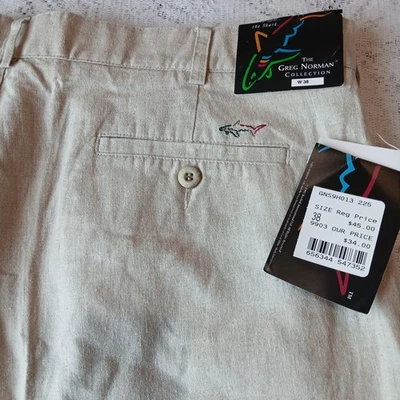 The Shark
THE
GREG NORMAN
COLLECTION
W 38
GNS9H013 225
SIZE Reg Price
38 $45.00
9903 OUR PRICE
$34.00
656344 547352
TM